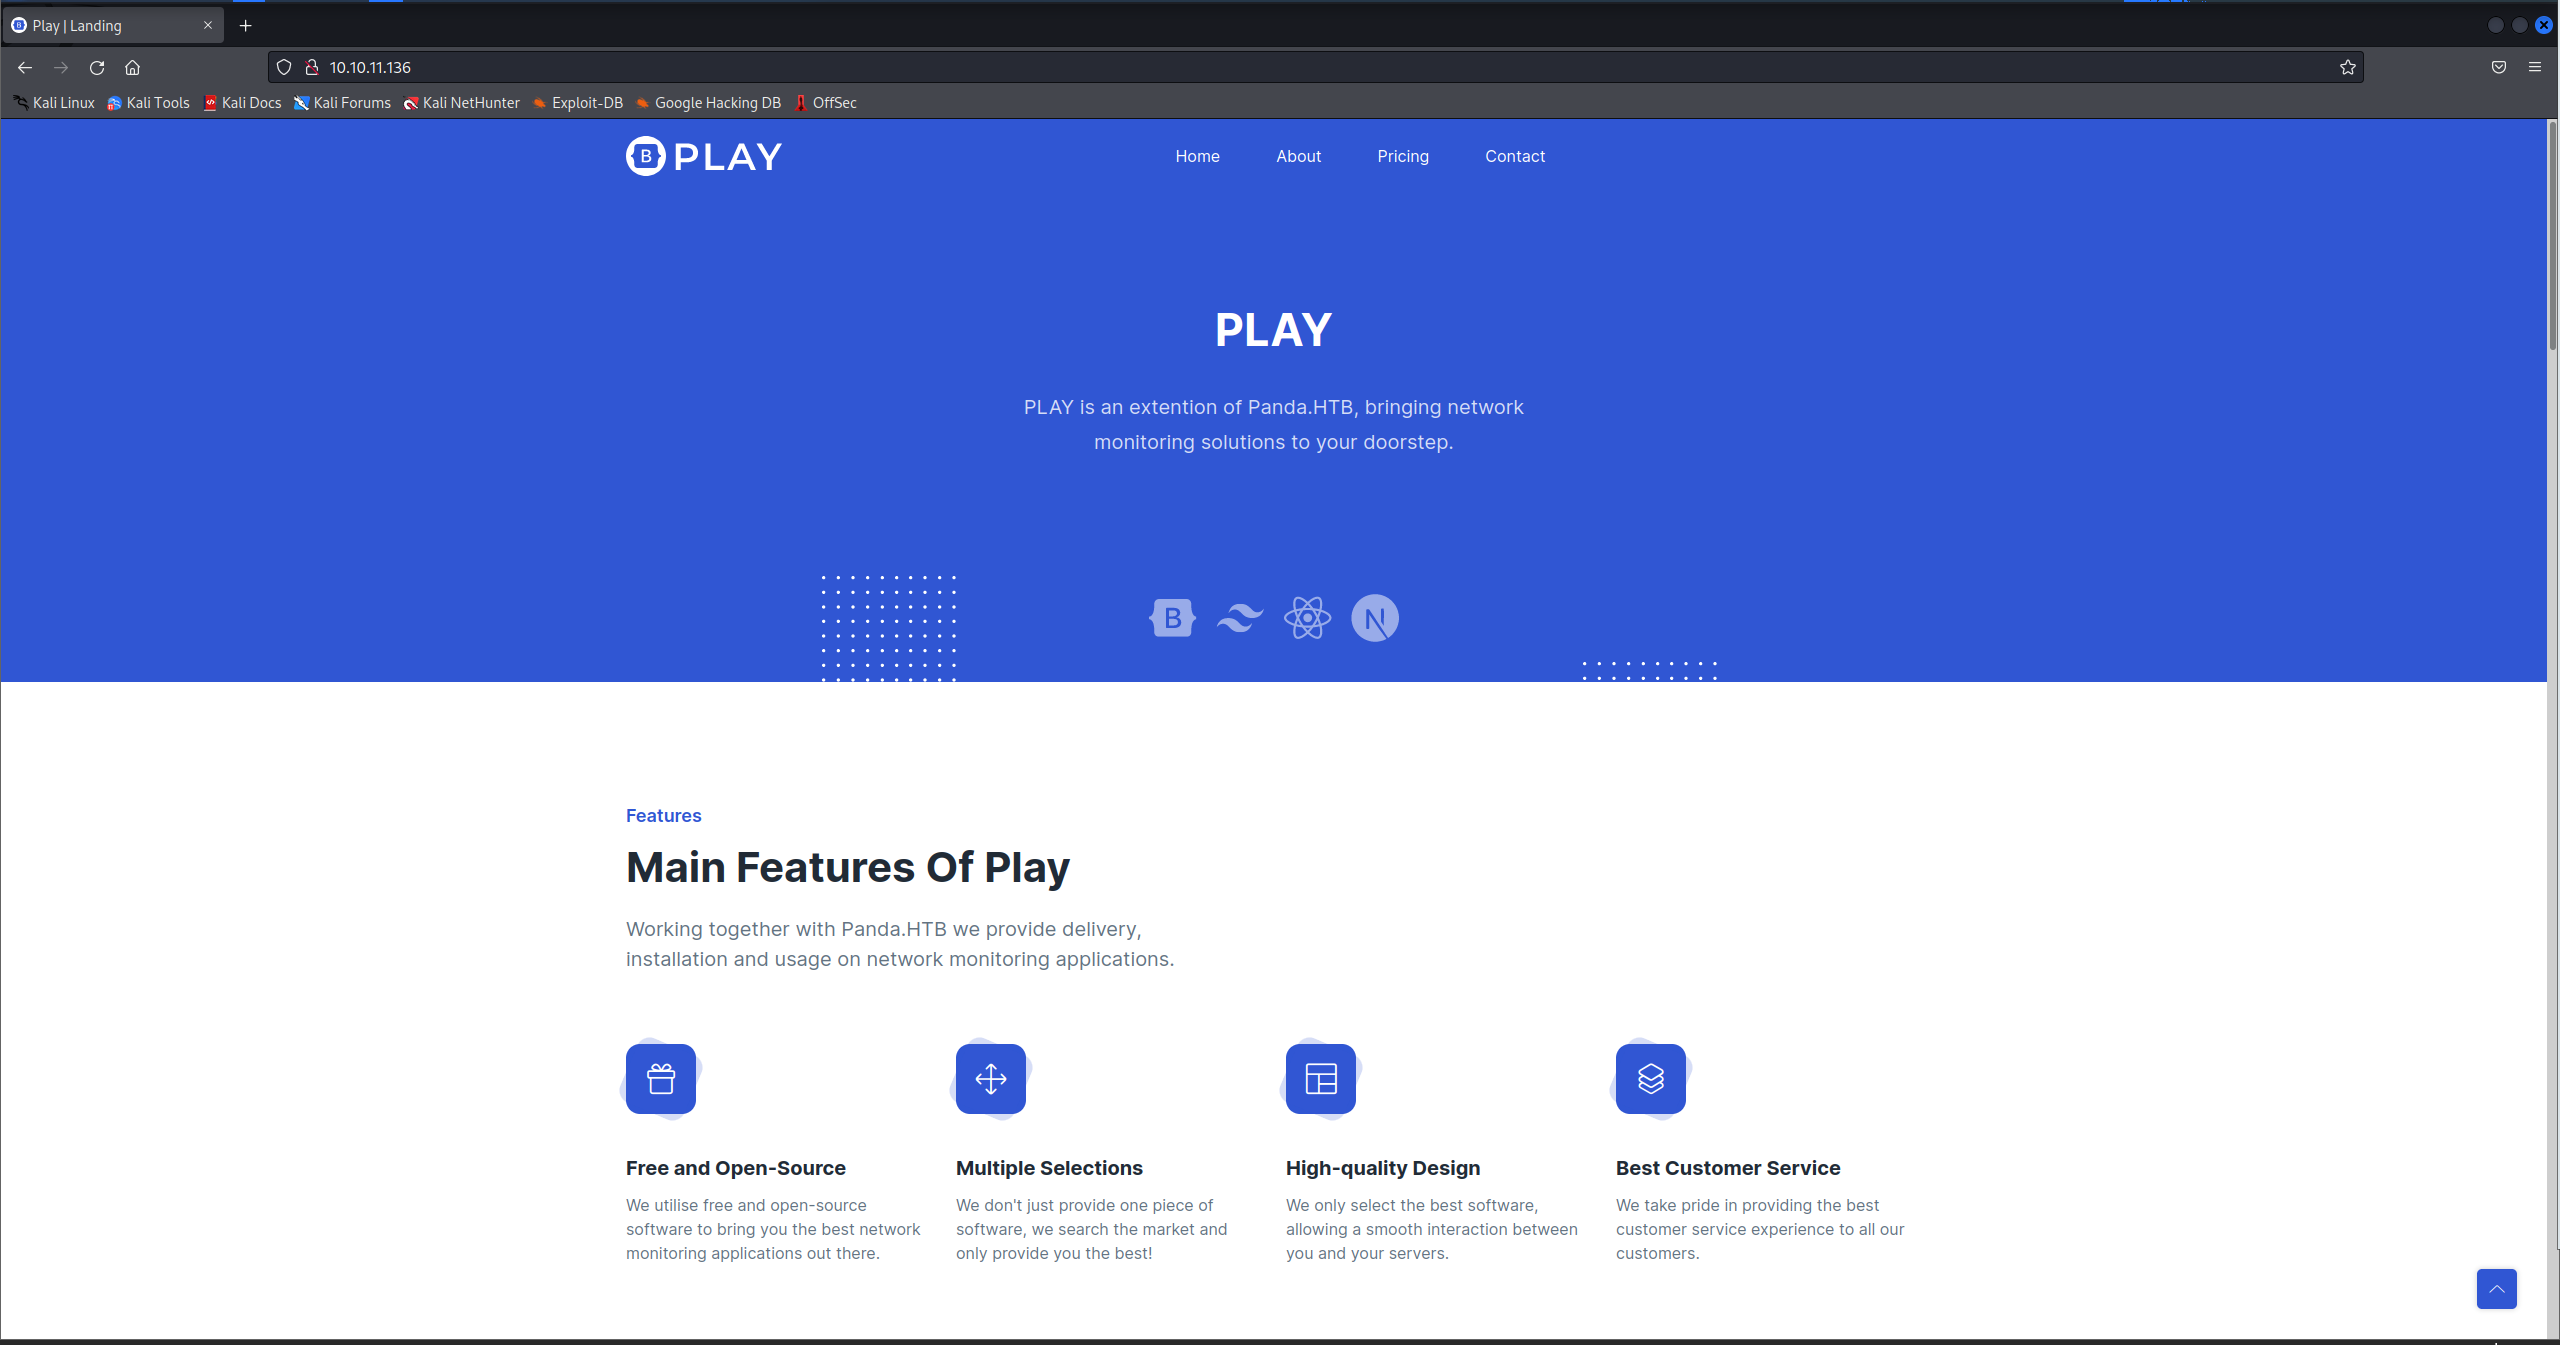 Play | Landing
10.10.11.136
Kali Linux Kali Tools Kali Docs Kali Forums Kali NetHunter Exploit-DB Google Hacking DB OffSec
B PLAY
Home About Pricing Contact
PLAY
PLAY is an extention of Panda.HTB, bringing network
monitoring solutions to your doorstep.
B N
Features
Main Features Of Play
Working together with Panda.HTB we provide delivery,
installation and usage on network monitoring applications.
Free and Open-Source
We utilise free and open-source
software to bring you the best network
monitoring applications out there.
Multiple Selections
We don't just provide one piece of
software, we search the market and
only provide you the best!
High-quality Design
We only select the best software,
allowing a smooth interaction between
you and your servers.
Best Customer Service
We take pride in providing the best
customer service experience to all our
customers.